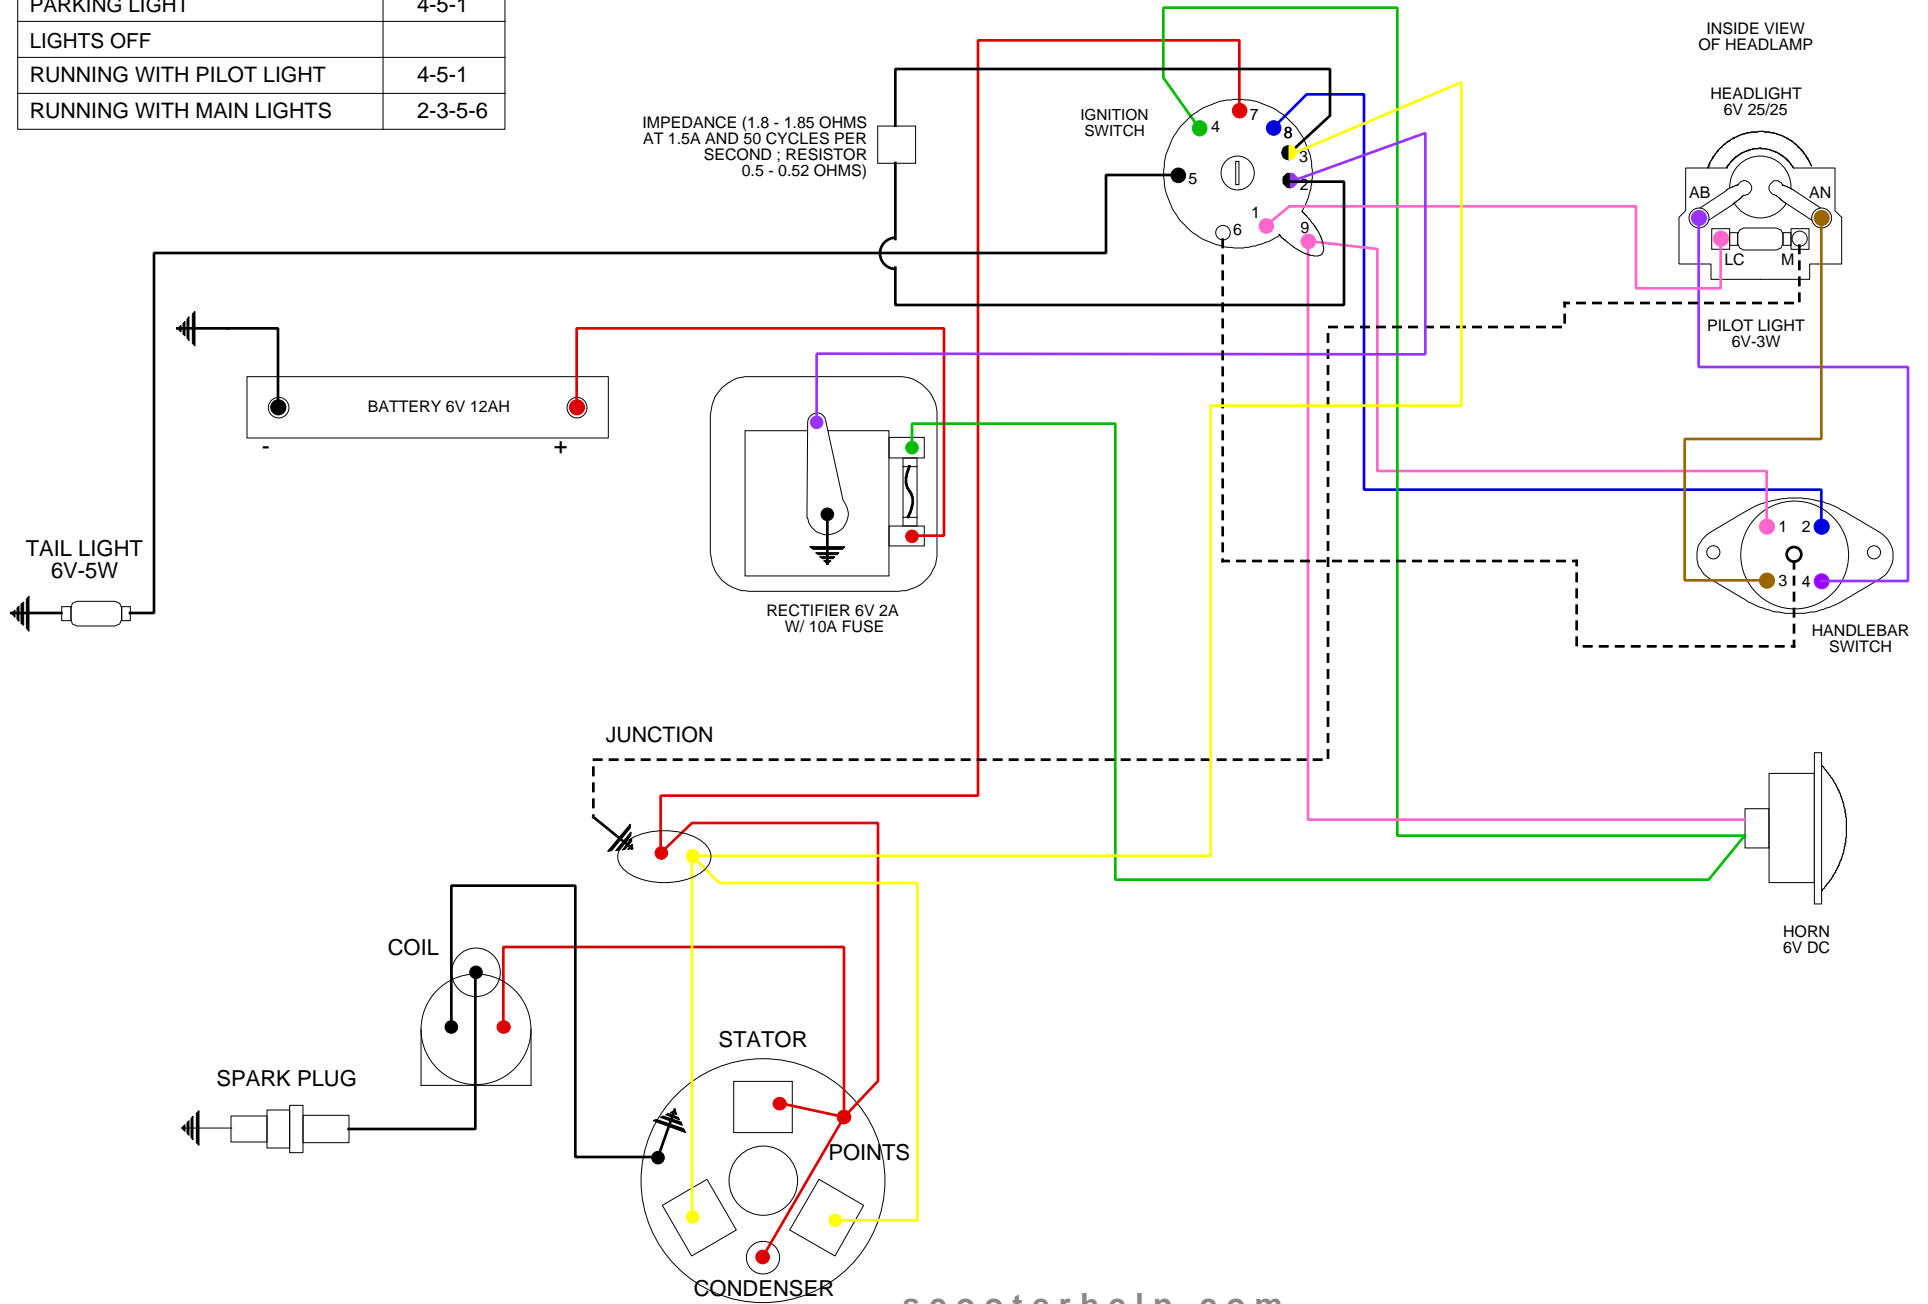 PARKING LIGHT 4-5-1
LIGHTS OFF
RUNNING WITH PILOT LIGHT 4-5-1
RUNNING WITH MAIN LIGHTS 2-3-5-6
IMPEDANCE (1.8 - 1.85 OHMS
AT 1.5A AND 50 CYCLES PER
SECOND ; RESISTOR
0.5 - 0.52 OHMS)
IGNITION
SWITCH
4
7
8
3
5
2
1
6
9
INSIDE VIEW
OF HEADLAMP
HEADLIGHT
6V 25/25
AB
AN
LC
M
PILOT LIGHT
6V-3W
BATTERY 6V 12AH
-
+
TAIL LIGHT
6V-5W
RECTIFIER 6V 2A
W/ 10A FUSE
1 2
3 4
HANDLEBAR
SWITCH
JUNCTION
COIL
HORN
6V DC
STATOR
SPARK PLUG
POINTS
CONDENSER
scooterhelp.com